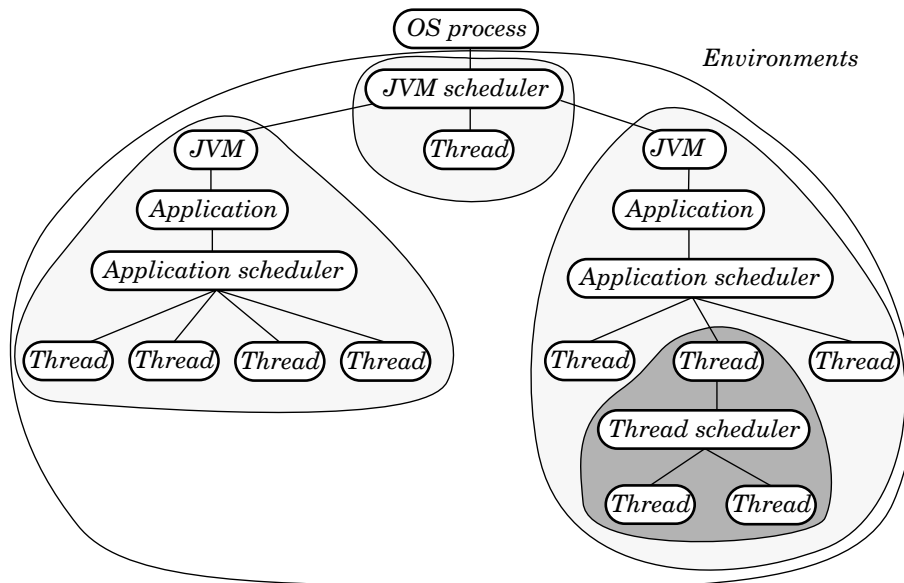 OS process
Environments
JVM scheduler
JVM
Thread
JVM
Application
Application
Application scheduler
Application scheduler
Thread
Thread
Thread
Thread
Thread
Thread
Thread
Thread scheduler
Thread
Thread